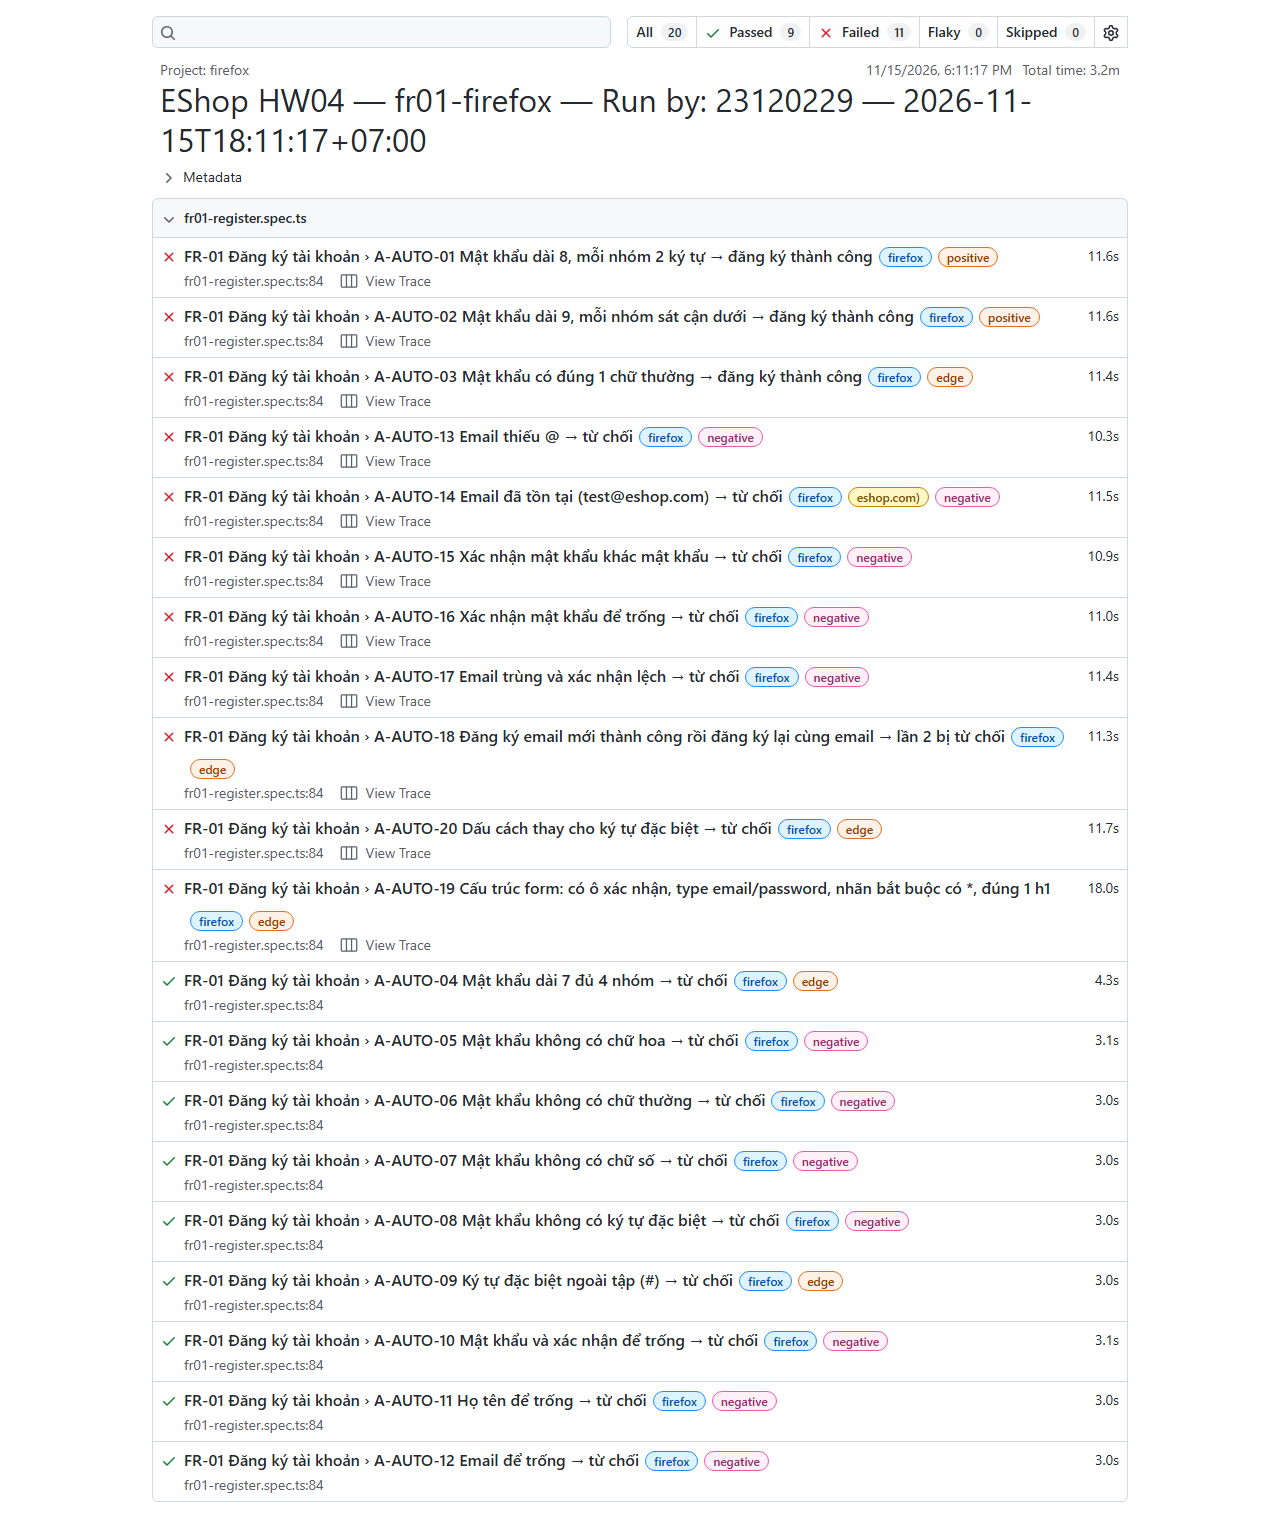 All 20 Passed 9 Failed 11 Flaky 0 Skipped 0
Project: firefox 11/15/2026, 6:11:17 PM Total time: 3.2m
EShop HW04 — fr01-firefox — Run by: 23120229 — 2026-11-
15T18:11:17+07:00
Metadata
fr01-register.spec.ts
FR-01 Đăng ký tài khoản › A-AUTO-01 Mật khẩu dài 8, mỗi nhóm 2 ký tự → đăng ký thành công firefox positive 11.6s
fr01-register.spec.ts:84 View Trace
FR-01 Đăng ký tài khoản › A-AUTO-02 Mật khẩu dài 9, mỗi nhóm sát cận dưới → đăng ký thành công firefox positive 11.6s
fr01-register.spec.ts:84 View Trace
FR-01 Đăng ký tài khoản › A-AUTO-03 Mật khẩu có đúng 1 chữ thường → đăng ký thành công firefox edge 11.4s
fr01-register.spec.ts:84 View Trace
FR-01 Đăng ký tài khoản › A-AUTO-13 Email thiếu @ → từ chối firefox negative 10.3s
fr01-register.spec.ts:84 View Trace
FR-01 Đăng ký tài khoản › A-AUTO-14 Email đã tồn tại (test@eshop.com) → từ chối firefox eshop.com) negative 11.5s
fr01-register.spec.ts:84 View Trace
FR-01 Đăng ký tài khoản › A-AUTO-15 Xác nhận mật khẩu khác mật khẩu → từ chối firefox negative 10.9s
fr01-register.spec.ts:84 View Trace
FR-01 Đăng ký tài khoản › A-AUTO-16 Xác nhận mật khẩu để trống → từ chối firefox negative 11.0s
fr01-register.spec.ts:84 View Trace
FR-01 Đăng ký tài khoản › A-AUTO-17 Email trùng và xác nhận lệch → từ chối firefox negative 11.4s
fr01-register.spec.ts:84 View Trace
FR-01 Đăng ký tài khoản › A-AUTO-18 Đăng ký email mới thành công rồi đăng ký lại cùng email → lần 2 bị từ chối firefox 11.3s
edge
fr01-register.spec.ts:84 View Trace
FR-01 Đăng ký tài khoản › A-AUTO-20 Dấu cách thay cho ký tự đặc biệt → từ chối firefox edge 11.7s
fr01-register.spec.ts:84 View Trace
FR-01 Đăng ký tài khoản › A-AUTO-19 Cấu trúc form: có ô xác nhận, type email/password, nhãn bắt buộc có *, đúng 1 h1 18.0s
firefox edge
fr01-register.spec.ts:84 View Trace
FR-01 Đăng ký tài khoản › A-AUTO-04 Mật khẩu dài 7 đủ 4 nhóm → từ chối firefox edge 4.3s
fr01-register.spec.ts:84
FR-01 Đăng ký tài khoản › A-AUTO-05 Mật khẩu không có chữ hoa → từ chối firefox negative 3.1s
fr01-register.spec.ts:84
FR-01 Đăng ký tài khoản › A-AUTO-06 Mật khẩu không có chữ thường → từ chối firefox negative 3.0s
fr01-register.spec.ts:84
FR-01 Đăng ký tài khoản › A-AUTO-07 Mật khẩu không có chữ số → từ chối firefox negative 3.0s
fr01-register.spec.ts:84
FR-01 Đăng ký tài khoản › A-AUTO-08 Mật khẩu không có ký tự đặc biệt → từ chối firefox negative 3.0s
fr01-register.spec.ts:84
FR-01 Đăng ký tài khoản › A-AUTO-09 Ký tự đặc biệt ngoài tập (#) → từ chối firefox edge 3.0s
fr01-register.spec.ts:84
FR-01 Đăng ký tài khoản › A-AUTO-10 Mật khẩu và xác nhận để trống → từ chối firefox negative 3.1s
fr01-register.spec.ts:84
FR-01 Đăng ký tài khoản › A-AUTO-11 Họ tên để trống → từ chối firefox negative 3.0s
fr01-register.spec.ts:84
FR-01 Đăng ký tài khoản › A-AUTO-12 Email để trống → từ chối firefox negative 3.0s
fr01-register.spec.ts:84